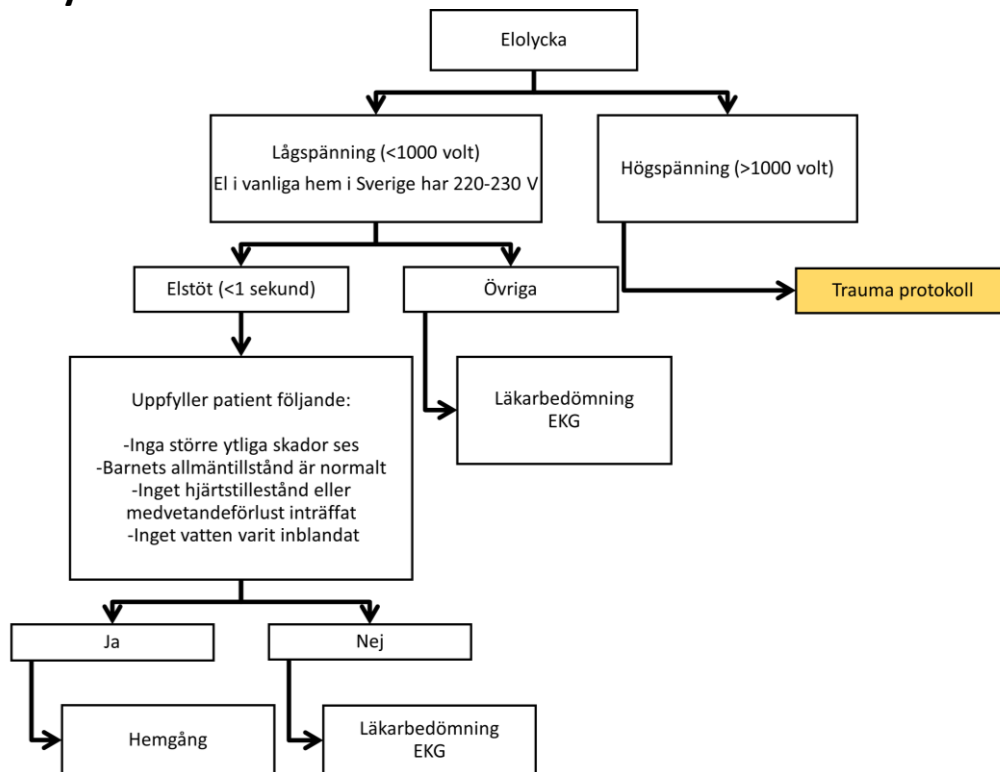 Elolycka
Lågspänning (<1000 volt)
El i vanliga hem i Sverige har 220-230 V
Högspänning (>1000 volt)
Elstöt (<1 sekund)
Övriga
Trauma protokoll
Uppfyller patient följande:
-Inga större ytliga skador ses
-Barnets allmäntillstånd är normalt
-Inget hjärtstillestånd eller
medvetandeförlust inträffat
-Inget vatten varit inblandat
Läkarbedömning
EKG
Ja
Nej
Hemgång
Läkarbedömning
EKG